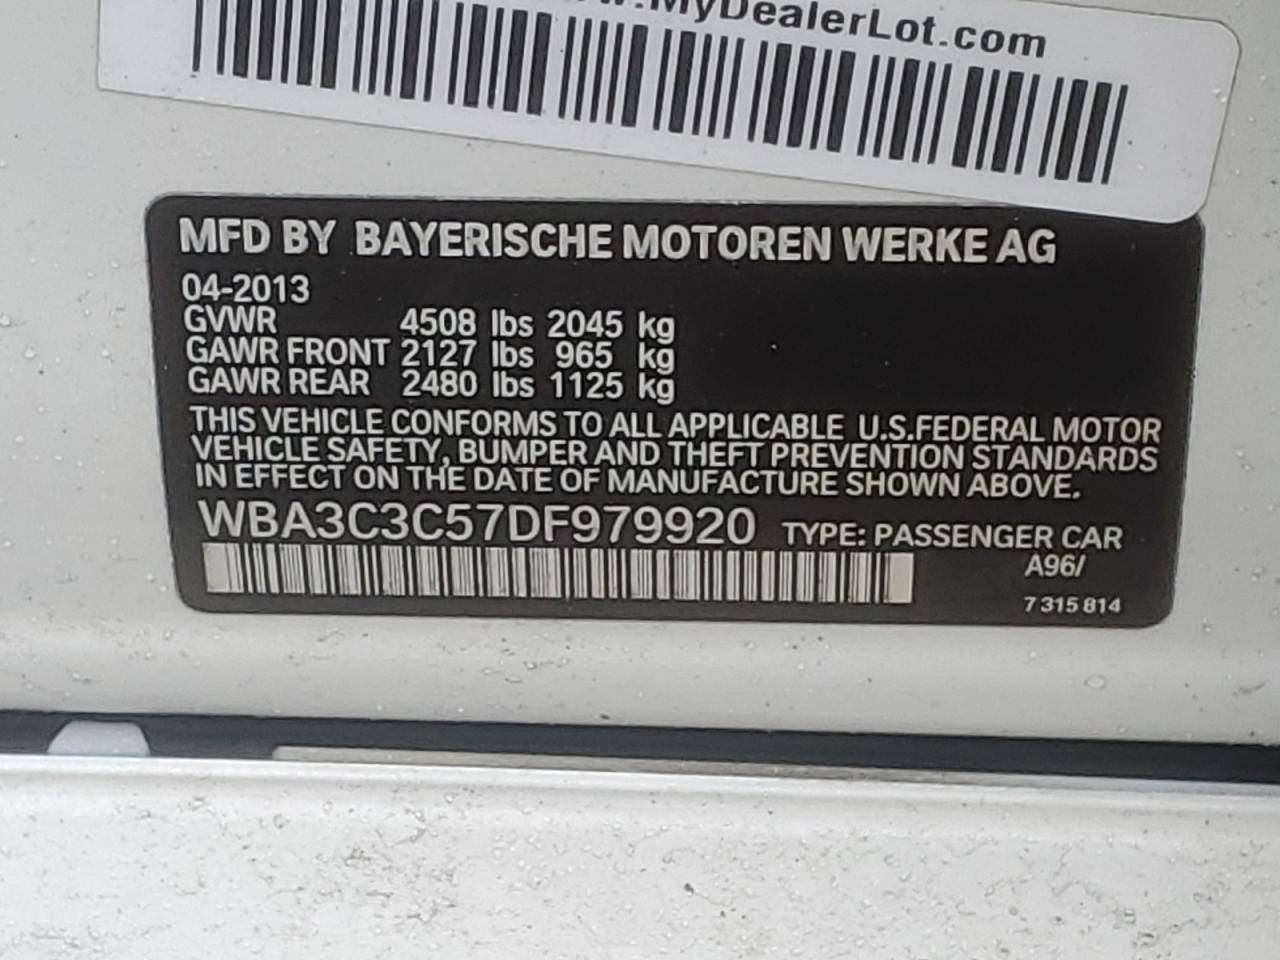 www.MyDealerLot.com
MFD BY BAYERISCHE MOTOREN WERKE AG
04-2013
GVWR 4508 lbs 2045 kg
GAWR FRONT 2127 lbs 965 kg
GAWR REAR 2480 lbs 1125 kg
THIS VEHICLE CONFORMS TO ALL APPLICABLE U.S.FEDERAL MOTOR
VEHICLE SAFETY, BUMPER AND THEFT PREVENTION STANDARDS
IN EFFECT ON THE DATE OF MANUFACTURE SHOWN ABOVE.
WBA3C3C57DF979920 TYPE: PASSENGER CAR
A96/
7 315 814